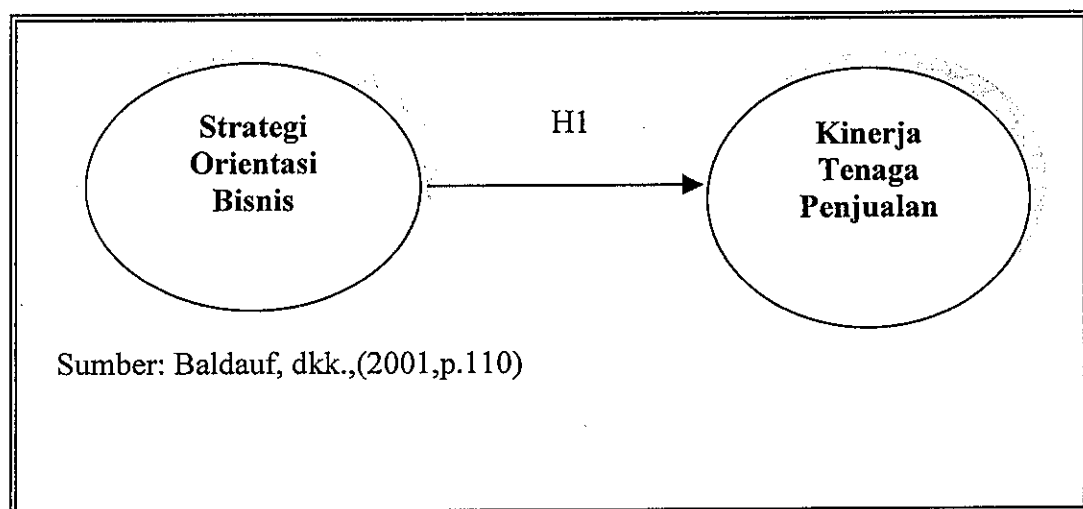 Strategi
Orientasi
Bisnis
H1
Kinerja
Tenaga
Penjualan
Sumber: Baldauf, dkk.,(2001,p.110)